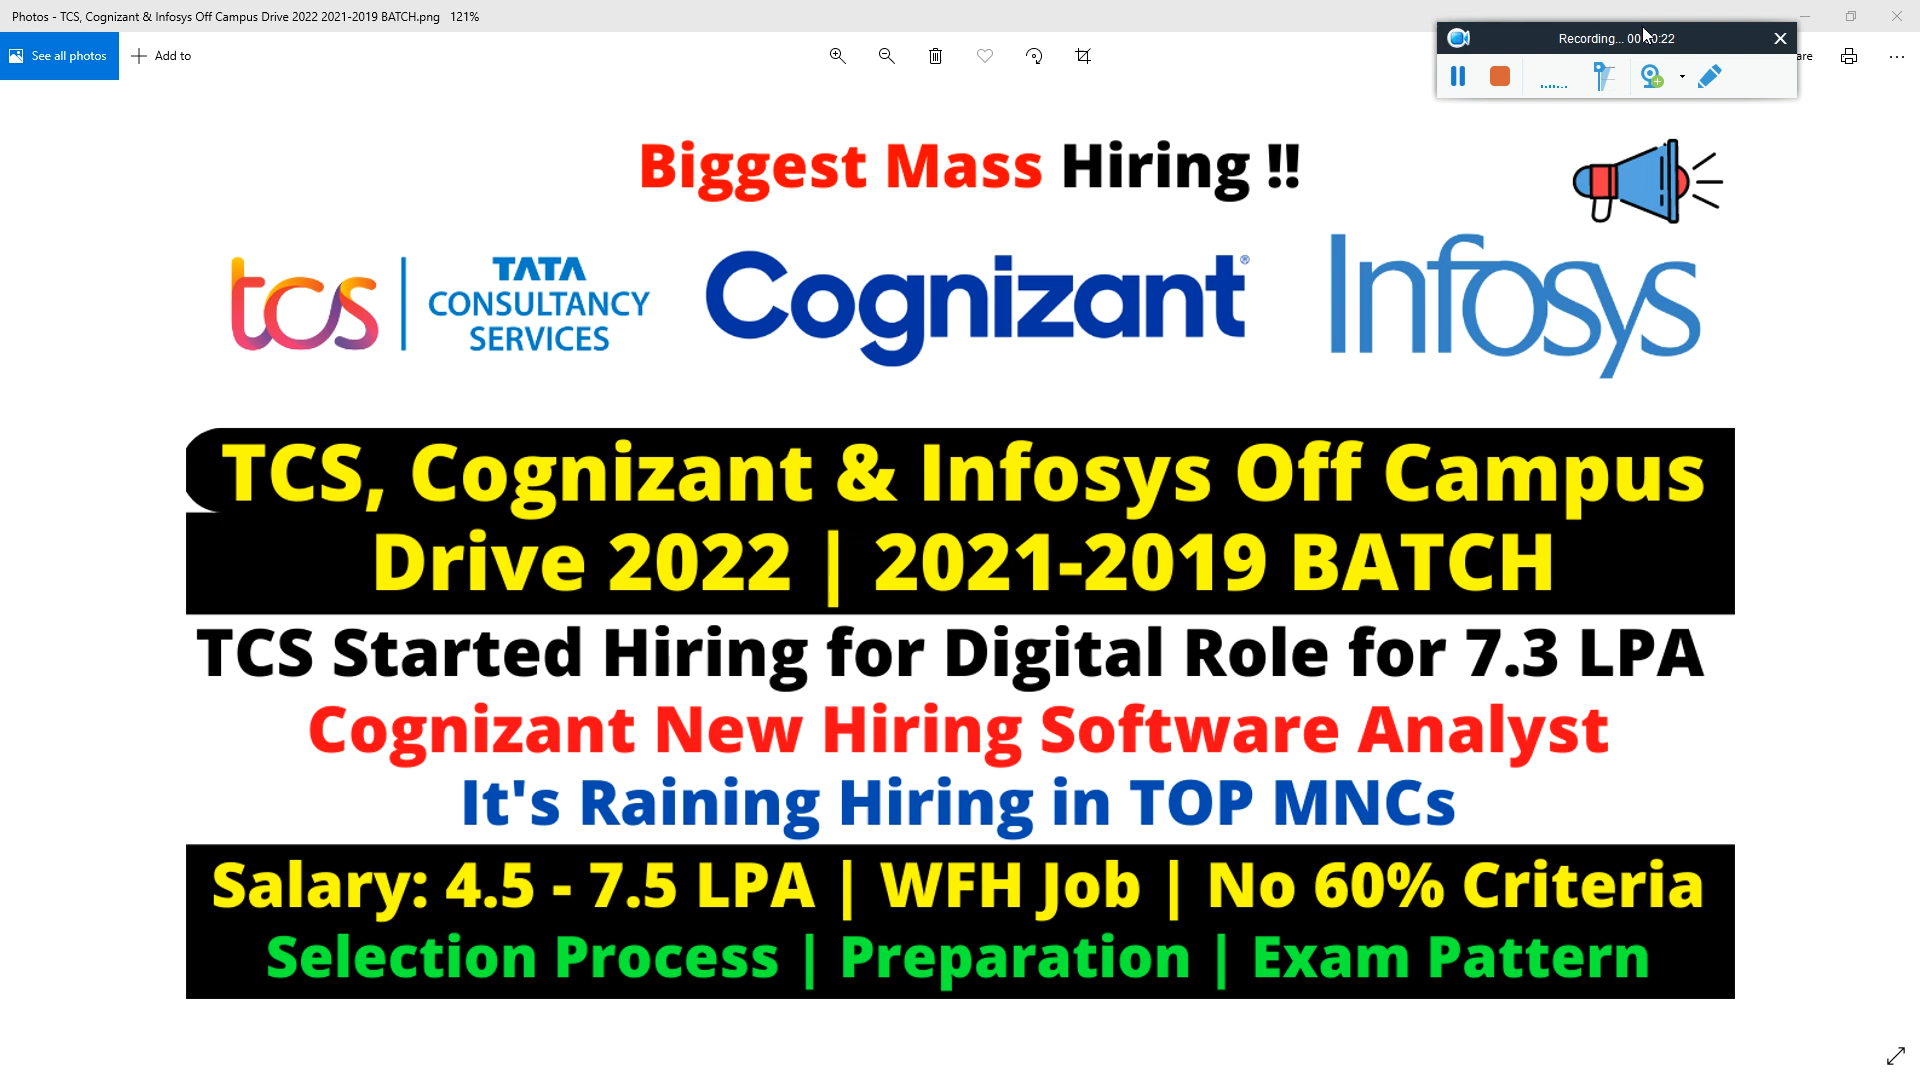 Photos - TCS, Cognizant & Infosys Off Campus Drive 2022 2021-2019 BATCH.png 121%
Recording...
See all photos
Add to
Biggest Mass Hiring !!
tcs | TATA
CONSULTANCY
SERVICES
Cognizant®
Infosys
TCS, Cognizant & Infosys Off Campus
Drive 2022 | 2021-2019 BATCH
TCS Started Hiring for Digital Role for 7.3 LPA
Cognizant New Hiring Software Analyst
It's Raining Hiring in TOP MNCs
Salary: 4.5 - 7.5 LPA | WFH Job | No 60% Criteria
Selection Process | Preparation | Exam Pattern